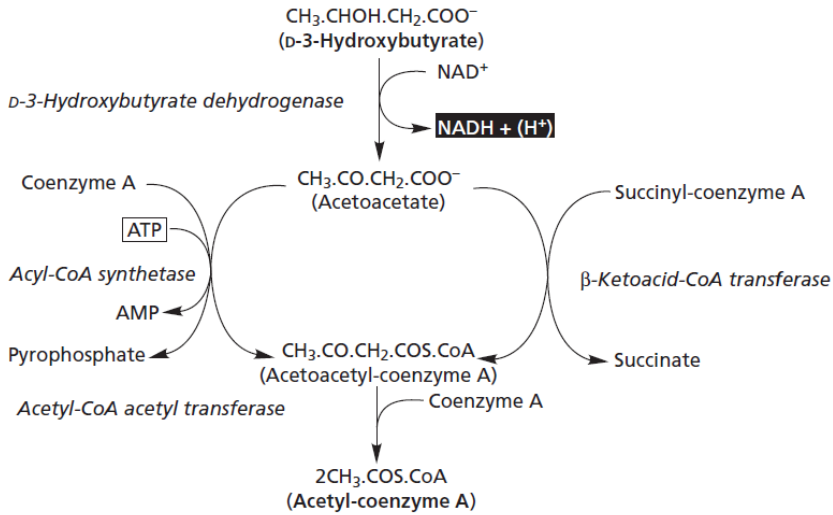 CH₃.CHOH.CH₂.COO⁻
(D-3-Hydroxybutyrate)
NAD⁺
D-3-Hydroxybutyrate dehydrogenase
NADH + (H⁺)
Coenzyme A
CH₃.CO.CH₂.COO⁻
(Acetoacetate)
Succinyl-coenzyme A
ATP
Acyl-CoA synthetase
β-Ketoacid-CoA transferase
AMP
Pyrophosphate
CH₃.CO.CH₂.COS.CoA
(Acetoacetyl-coenzyme A)
Succinate
Acetyl-CoA acetyl transferase
Coenzyme A
2CH₃.COS.CoA
(Acetyl-coenzyme A)